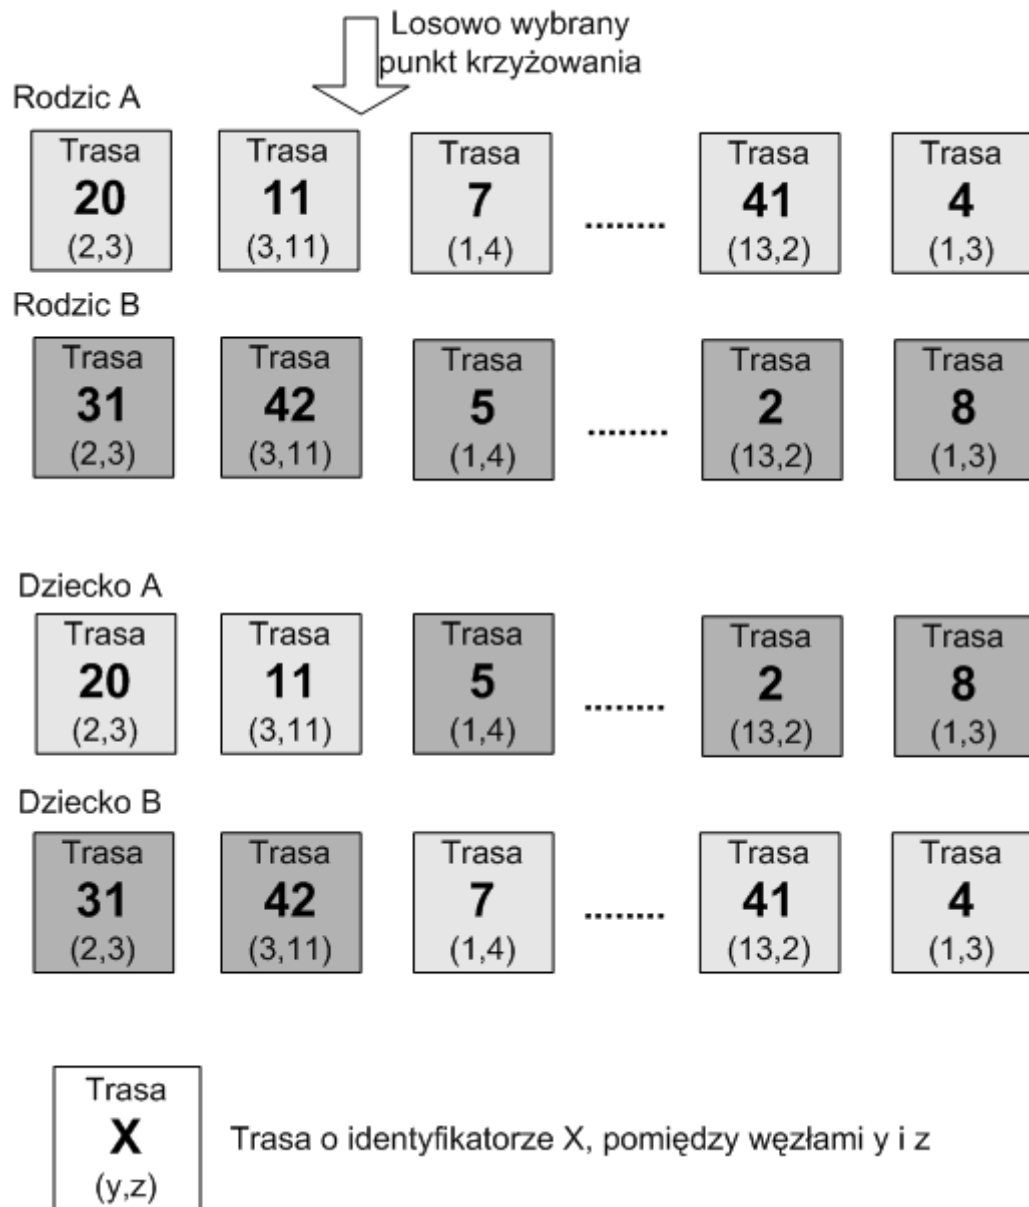 Losowo wybrany
punkt krzyżowania
Rodzic A
Trasa Trasa Trasa Trasa Trasa
20 11 7 ........ 41 4
(2,3) (3,11) (1,4) (13,2) (1,3)
Rodzic B
Trasa Trasa Trasa Trasa Trasa
31 42 5 ........ 2 8
(2,3) (3,11) (1,4) (13,2) (1,3)
Dziecko A
Trasa Trasa Trasa Trasa Trasa
20 11 5 ........ 2 8
(2,3) (3,11) (1,4) (13,2) (1,3)
Dziecko B
Trasa Trasa Trasa Trasa Trasa
31 42 7 ........ 41 4
(2,3) (3,11) (1,4) (13,2) (1,3)
Trasa
X
(y,z)
Trasa o identyfikatorze X, pomiędzy węzłami y i z